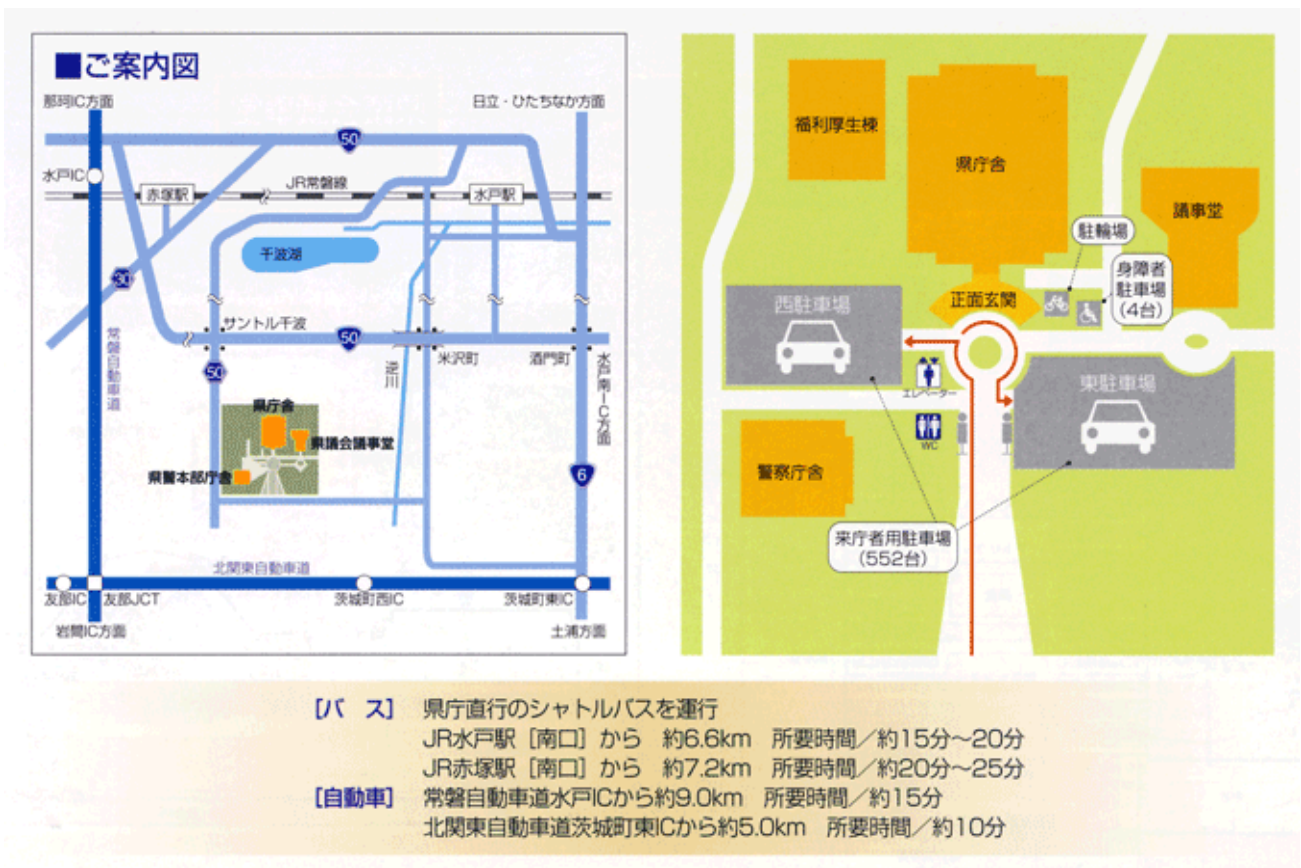 ■ご案内図
那珂IC方面
日立・ひたちなか方面
50
水戸IC
赤塚駅
JR常磐線
水戸駅
千波湖
30
サントル千波
50
米沢町
酒門町
常磐自動車道
逆川
水戸南IC方面
50
県庁舎
県議会議事堂
県警本部庁舎
6
北関東自動車道
友部IC
友部JCT
茨城町西IC
茨城町東IC
岩間IC方面
土浦方面
福利厚生棟
県庁舎
議事堂
駐輪場
身障者
駐車場
(4台)
正面玄関
西駐車場
東駐車場
エレベーター
WC
警察庁舎
来庁者用駐車場
(552台)
[バ ス] 県庁直行のシャトルバスを運行
JR水戸駅[南口]から 約6.6km 所要時間/約15分~20分
JR赤塚駅[南口]から 約7.2km 所要時間/約20分~25分
[自動車] 常磐自動車道水戸ICから約9.0km 所要時間/約15分
北関東自動車道茨城町東ICから約5.0km 所要時間/約10分